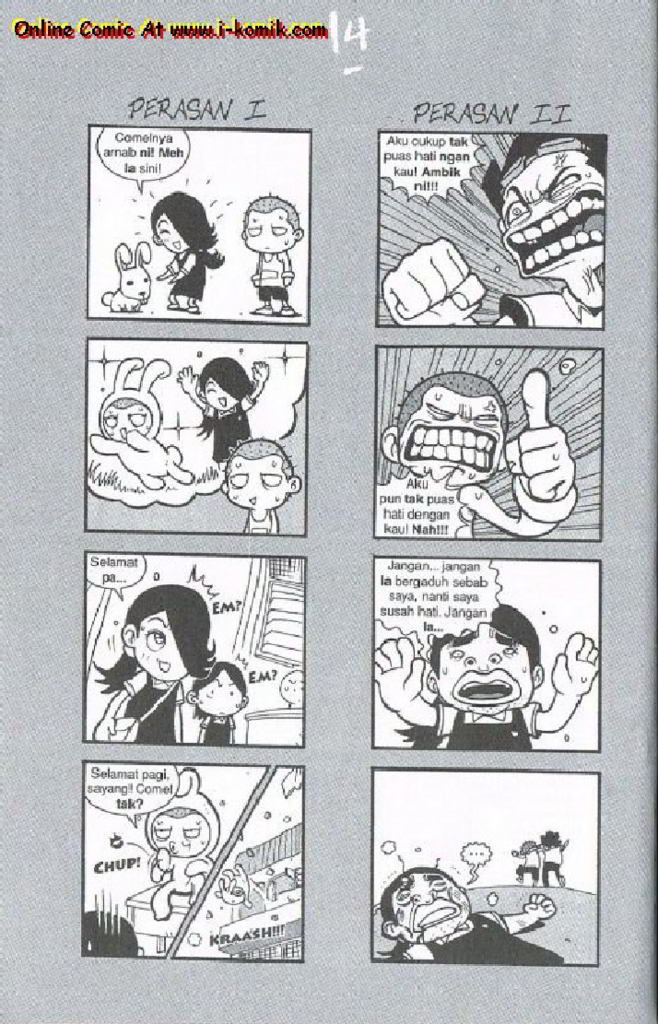 Online Comic At www.i-komik.com
14
PERASAN I
Comelnya
arnab ni! Meh
la sini!
Selamat
pa...
EM?
EM?
Selamat pagi,
sayang!! Comel
tak?
CHUP!
KRAASH!!!
PERASAN II
Aku cukup tak
puas hati ngan
kau! Ambik
ni!!!
Aku
pun tak puas
hati dengan
kau! Nah!!!
Jangan... jangan
la bergaduh sebab
saya, nanti saya
susah hati. Jangan
la...
...